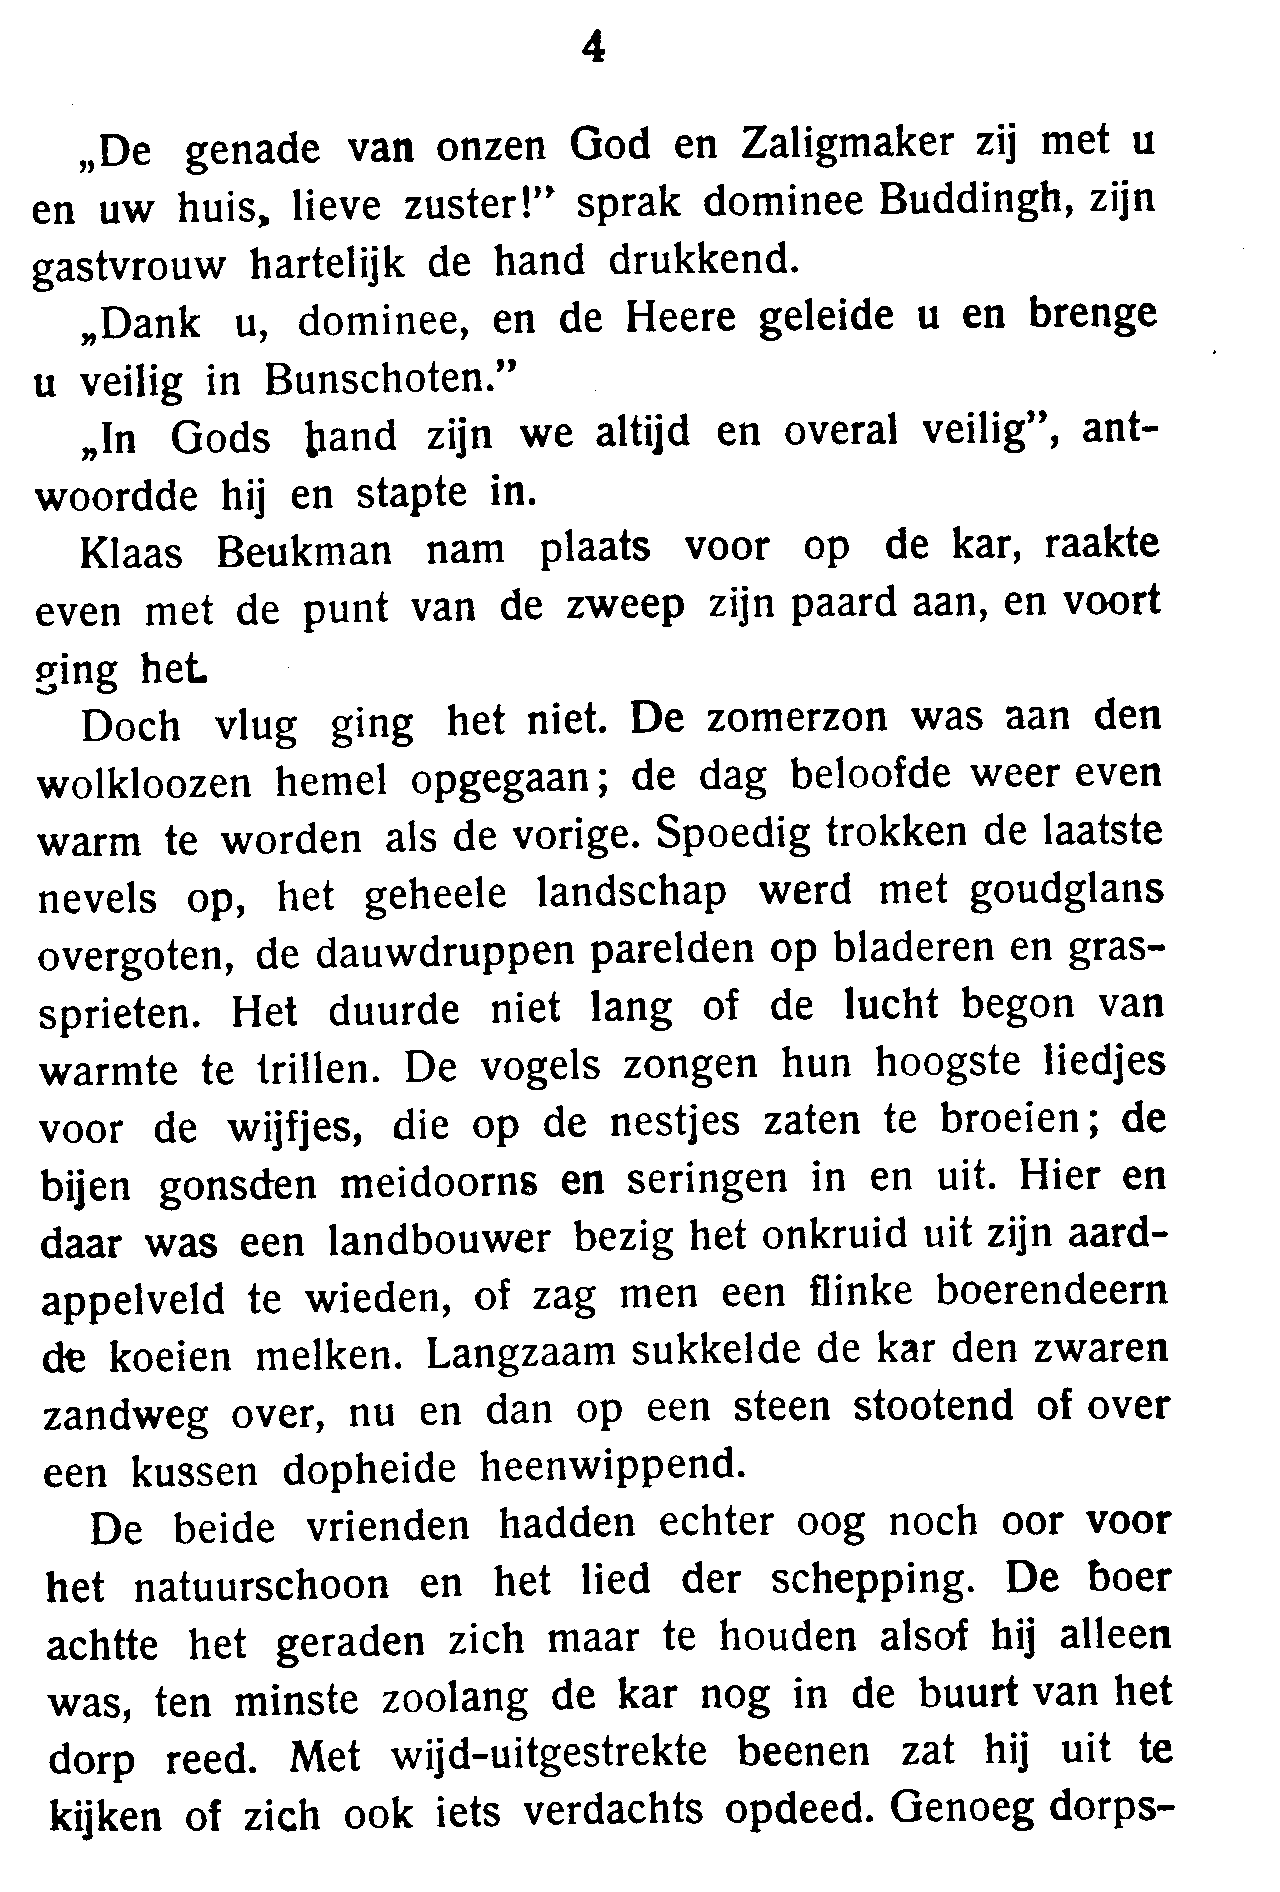 4
„De genade van onzen God en Zaligmaker zij met u
en uw huis, lieve zuster!” sprak dominee Buddingh, zijn
gastvrouw hartelijk de hand drukkend.
„Dank u, dominee, en de Heere geleide u en brenge
u veilig in Bunschoten.”
„In Gods hand zijn we altijd en overal veilig”, ant-
woordde hij en stapte in.
Klaas Beukman nam plaats voor op de kar, raakte
even met de punt van de zweep zijn paard aan, en voort
ging het.
Doch vlug ging het niet. De zomerzon was aan den
wolkloozen hemel opgegaan; de dag beloofde weer even
warm te worden als de vorige. Spoedig trokken de laatste
nevels op, het geheele landschap werd met goudglans
overgoten, de dauwdruppen parelden op bladeren en gras-
sprieten. Het duurde niet lang of de lucht begon van
warmte te trillen. De vogels zongen hun hoogste liedjes
voor de wijfjes, die op de nestjes zaten te broeien; de
bijen gonsden meidoorns en seringen in en uit. Hier en
daar was een landbouwer bezig het onkruid uit zijn aard-
appelveld te wieden, of zag men een flinke boerendeern
de koeien melken. Langzaam sukkelde de kar den zwaren
zandweg over, nu en dan op een steen stootend of over
een kussen dopheide heenwippend.
De beide vrienden hadden echter oog noch oor voor
het natuurschoon en het lied der schepping. De boer
achtte het geraden zich maar te houden alsof hij alleen
was, ten minste zoolang de kar nog in de buurt van het
dorp reed. Met wijd-uitgestrekte beenen zat hij uit te
kijken of zich ook iets verdachts opdeed. Genoeg dorps-